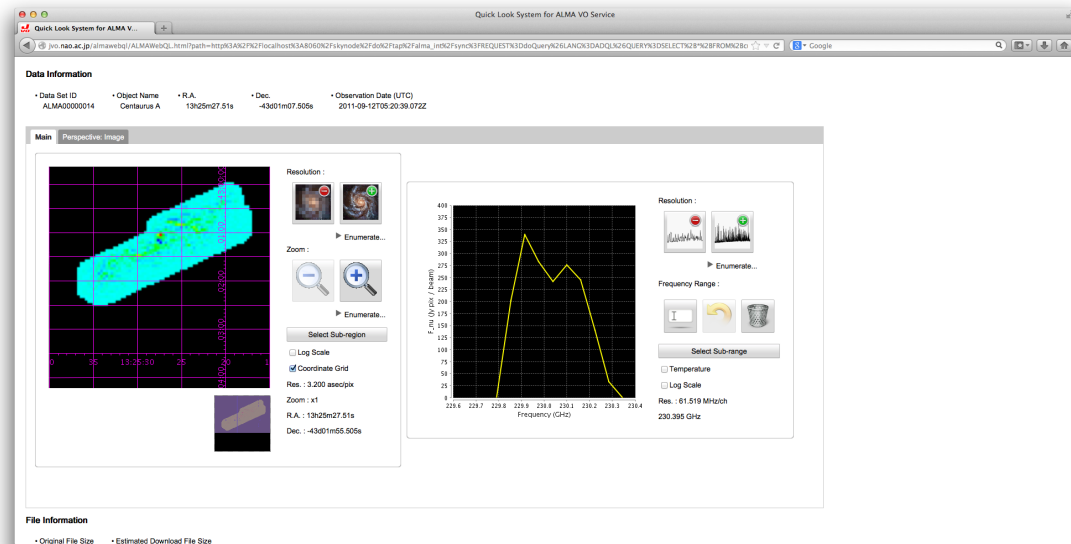 Quick Look System for ALMA VO Service
Quick Look System for ALMA V...
jvo.nao.ac.jp/almawebql/ALMAWebQL.html?path=http%3A%2F%2Flocalhost%3A8060%2Fskynode%2Fdo%2Ftap%2Falma_int%2Fsync%3FREQUEST%3DdoQuery%26LANG%3DADQL%26QUERY%3DSELECT%2B*%2BFROM%2B
Google
Data Information
• Data Set ID • Object Name • R.A. • Dec. • Observation Date (UTC)
ALMA00000014 Centaurus A 13h25m27.51s -43d01m07.505s 2011-09-12T05:20:39.072Z
Main Perspective: Image
Resolution :
Enumerate...
Zoom :
Enumerate...
Select Sub-region
Log Scale
Coordinate Grid
Res. : 3.200 asec/pix
Zoom : x1
R.A. : 13h25m27.51s
Dec. : -43d01m55.505s
01:00
02:00
03:00
04:00
35 13:25:30 25 20
400
375
350
325
300
275
250
225
200
175
150
125
100
75
50
25
0
F_nu (Jy pix / beam)
229.6 229.7 229.8 229.9 230.0 230.1 230.2 230.3 230.4
Frequency (GHz)
Resolution :
Enumerate...
Frequency Range :
Select Sub-range
Temperature
Log Scale
Res. : 61.519 MHz/ch
230.395 GHz
File Information
• Original File Size • Estimated Download File Size